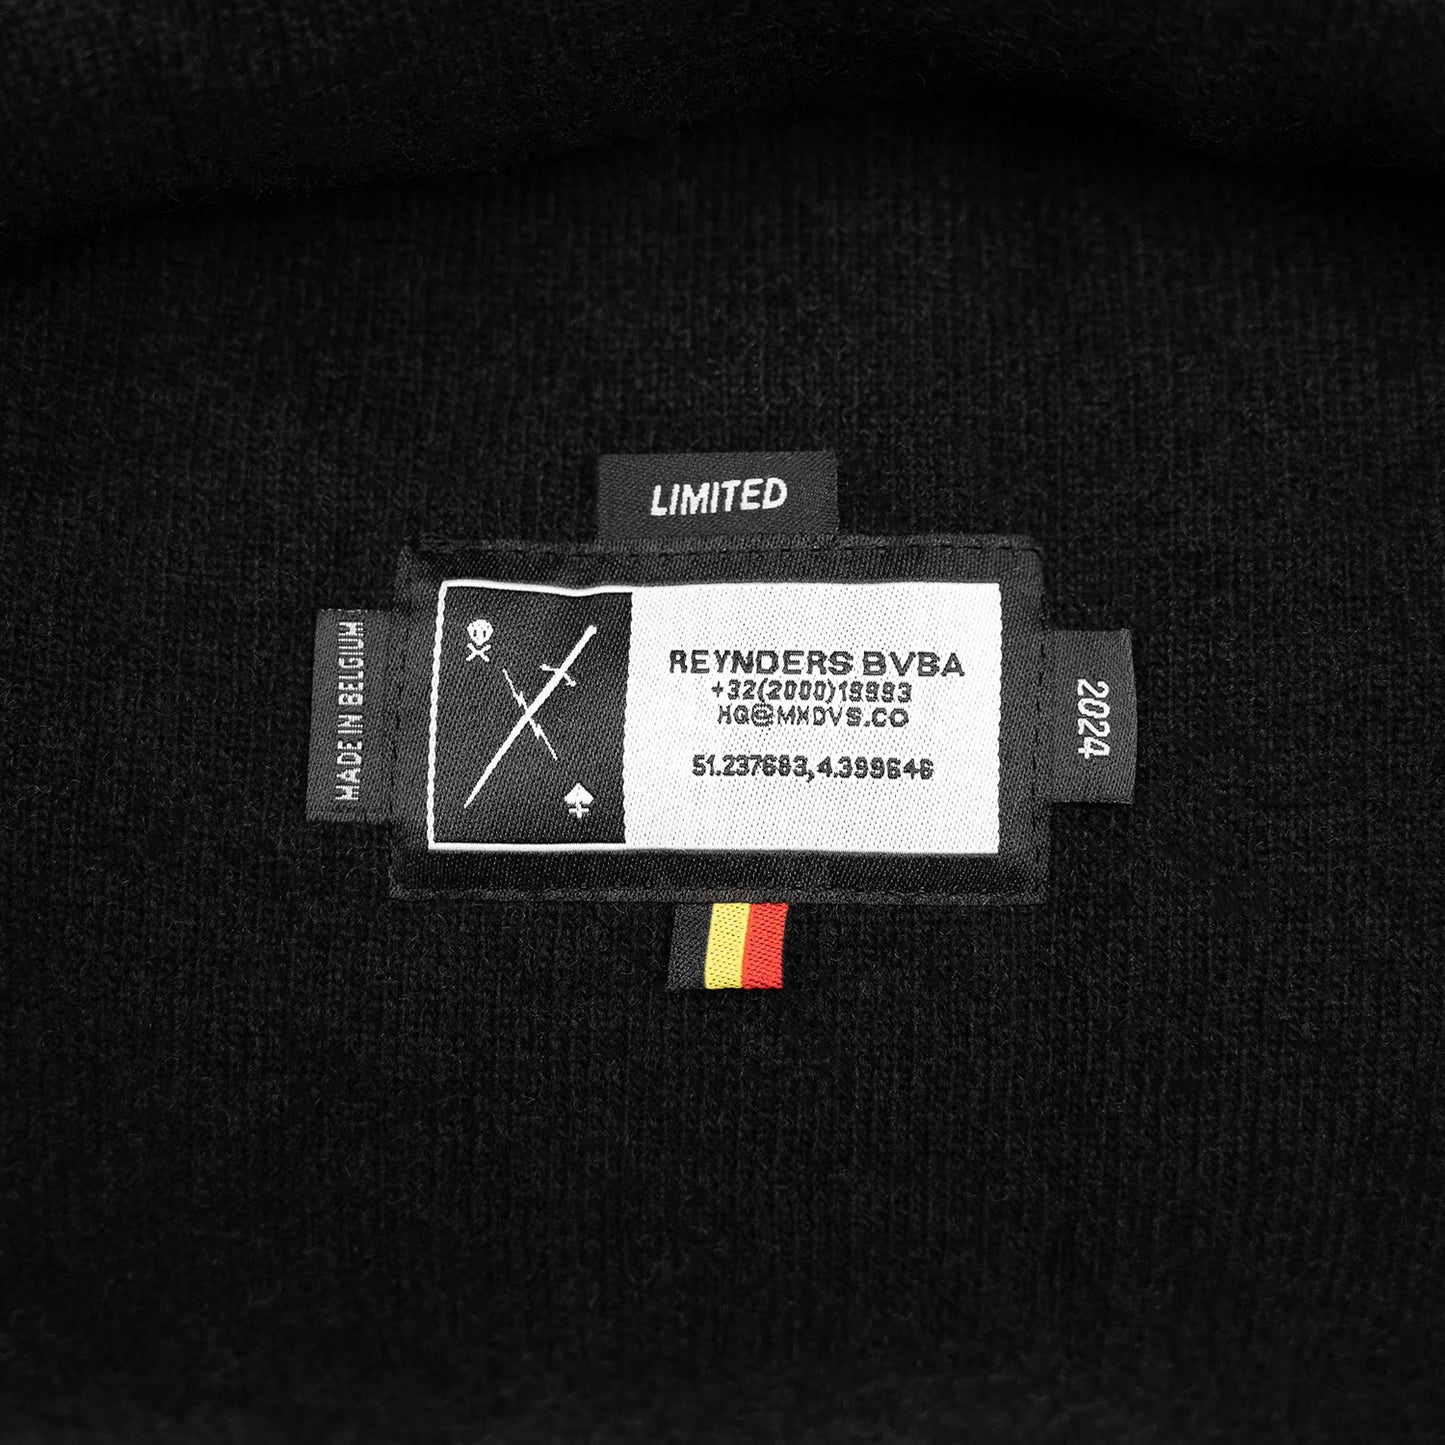 LIMITED
MADE IN BELGIUM
REYNDERS BVBA
+32(2000)19993
HQ@MXDVS.CO
51.237683,4.399646
2024